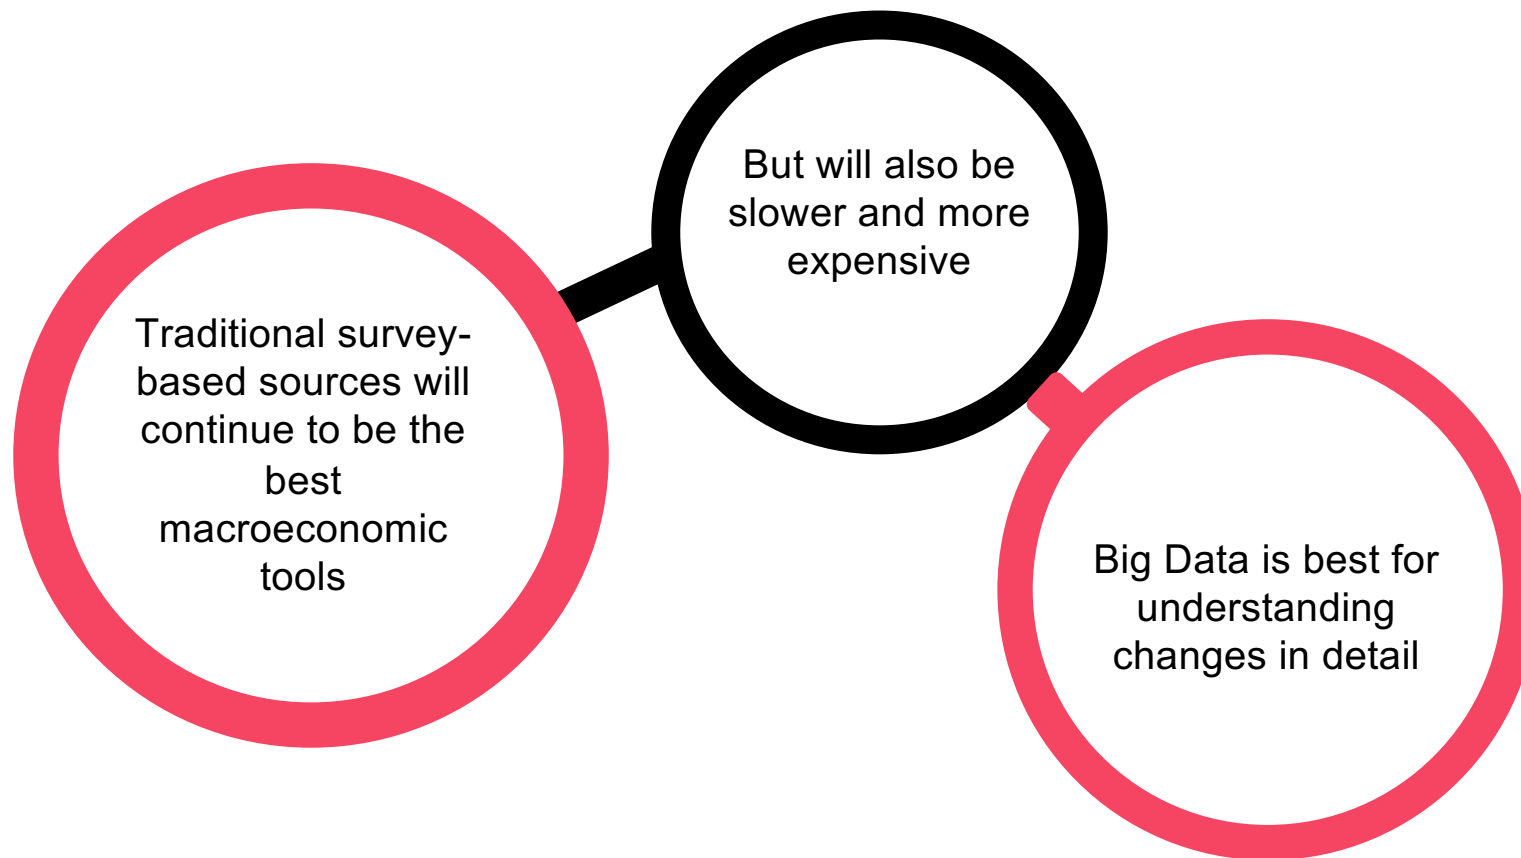 Traditional survey-
based sources will
continue to be the
best
macroeconomic
tools
But will also be
slower and more
expensive
Big Data is best for
understanding
changes in detail